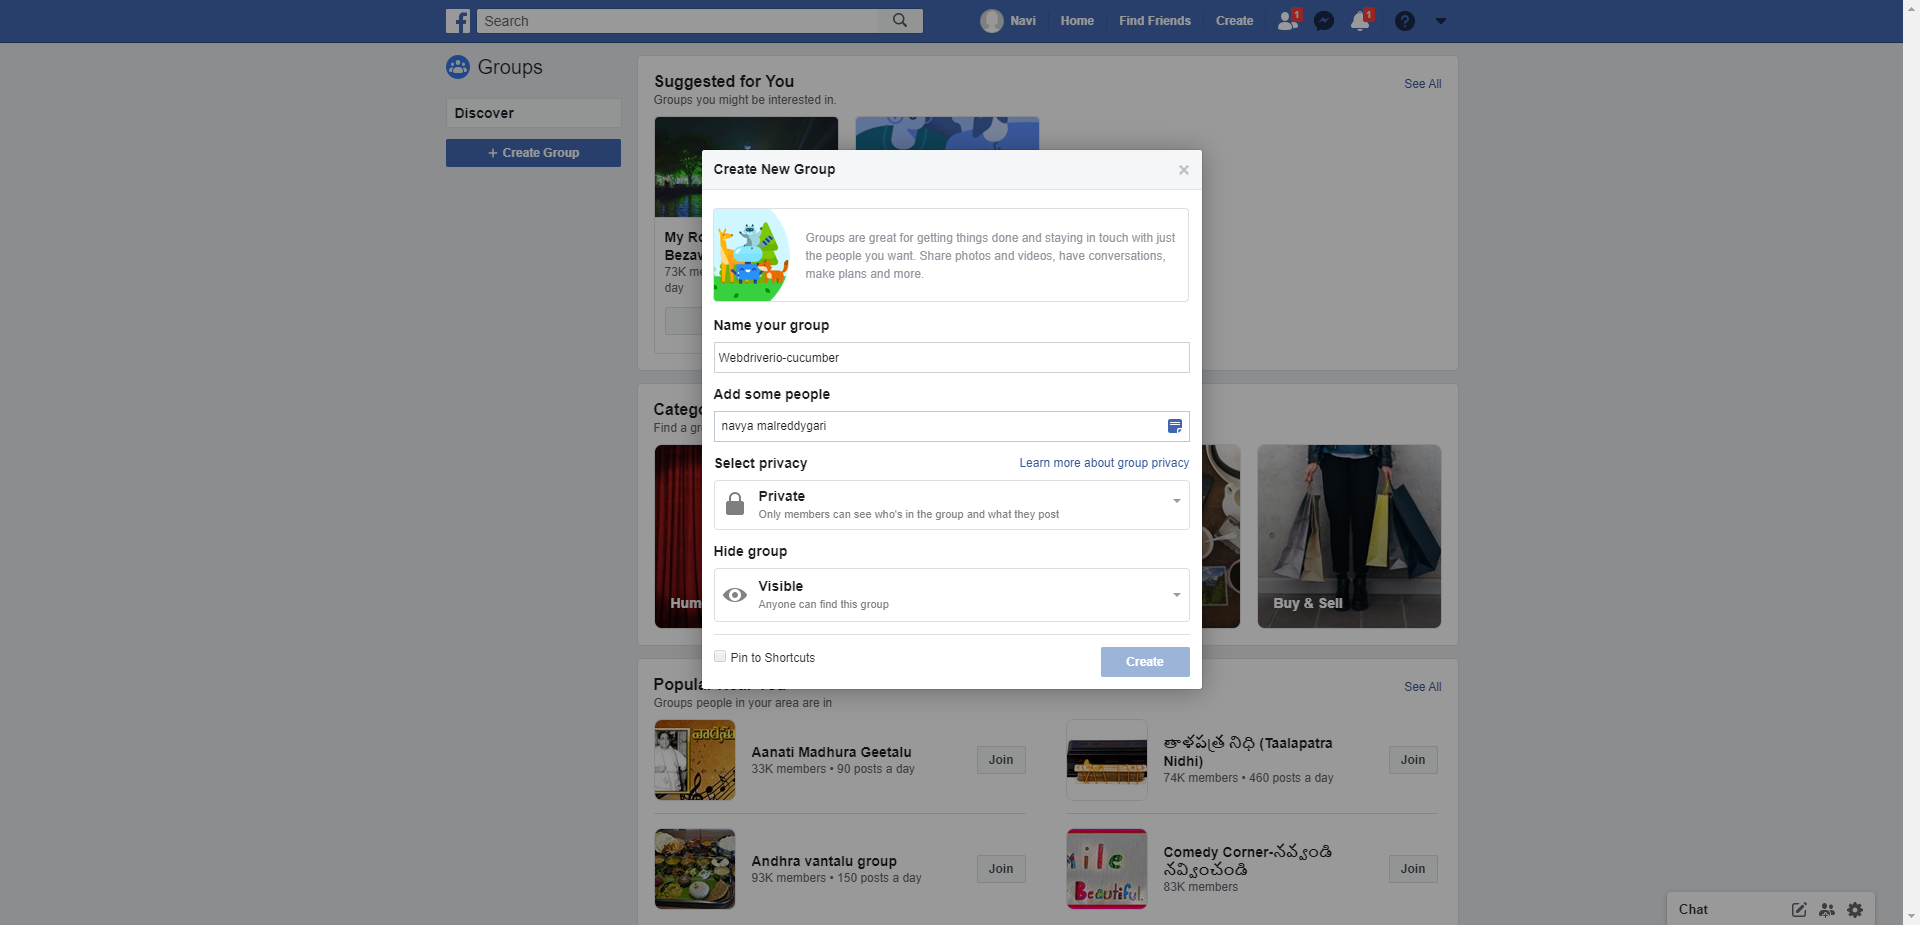 Search
Navi
Home
Find Friends
Create
1
1
Groups
Discover
+ Create Group
Suggested for You
See All
Groups you might be interested in.
My
73K
day
Create New Group
×
Groups are great for getting things done and staying in touch with just
the people you want. Share photos and videos, have conversations,
make plans and more.
Name your group
Webdriverio-cucumber
Add some people
navya malreddygari
Select privacy
Learn more about group privacy
Private
Only members can see who's in the group and what they post
Hide group
Visible
Anyone can find this group
Pin to Shortcuts
Create
Find a
Buy & Sell
See All
Groups people in your area are in
Aanati Madhura Geetalu
33K members • 90 posts a day
Join
తాళపత్ర నిధి (Taalapatra
Nidhi)
74K members • 460 posts a day
Join
Andhra vantalu group
93K members • 150 posts a day
Join
Beautiful.
Comedy Corner-నవ్వండి
నవ్వించండి
83K members
Join
Chat